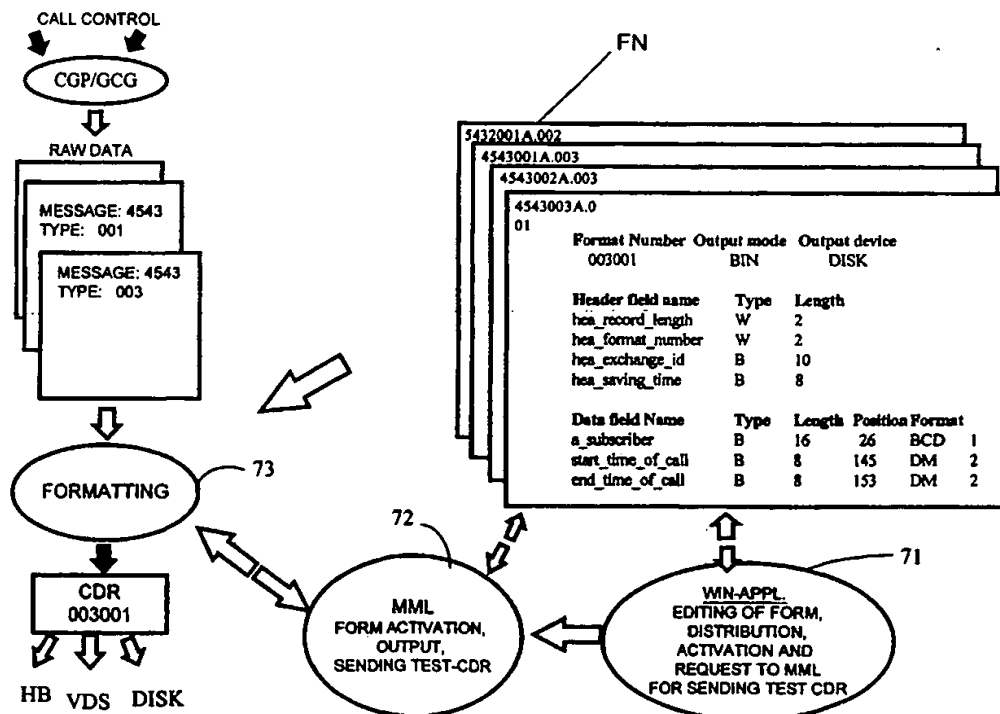 CALL CONTROL
CGP/GCG
RAW DATA
MESSAGE: 4543
TYPE: 001
MESSAGE: 4543
TYPE: 003
FORMATTING
73
CDR
003001
HB VDS DISK
FN
5432001A.002
4543001A.003
4543002A.003
4543003A.0
01
Format Number Output mode Output device
003001 BIN DISK
Header field name Type Length
hea_record_length W 2
hea_format_number W 2
hea_exchange_id B 10
hea_saving_time B 8
Data field Name Type Length Position Format
a_subscriber B 16 26 BCD 1
start_time_of_call B 8 145 DM 2
end_time_of_call B 8 153 DM 2
72
MML
FORM ACTIVATION,
OUTPUT,
SENDING TEST-CDR
71
WIN-APPL.
EDITING OF FORM,
DISTRIBUTION,
ACTIVATION AND
REQUEST TO MML
FOR SENDING TEST CDR